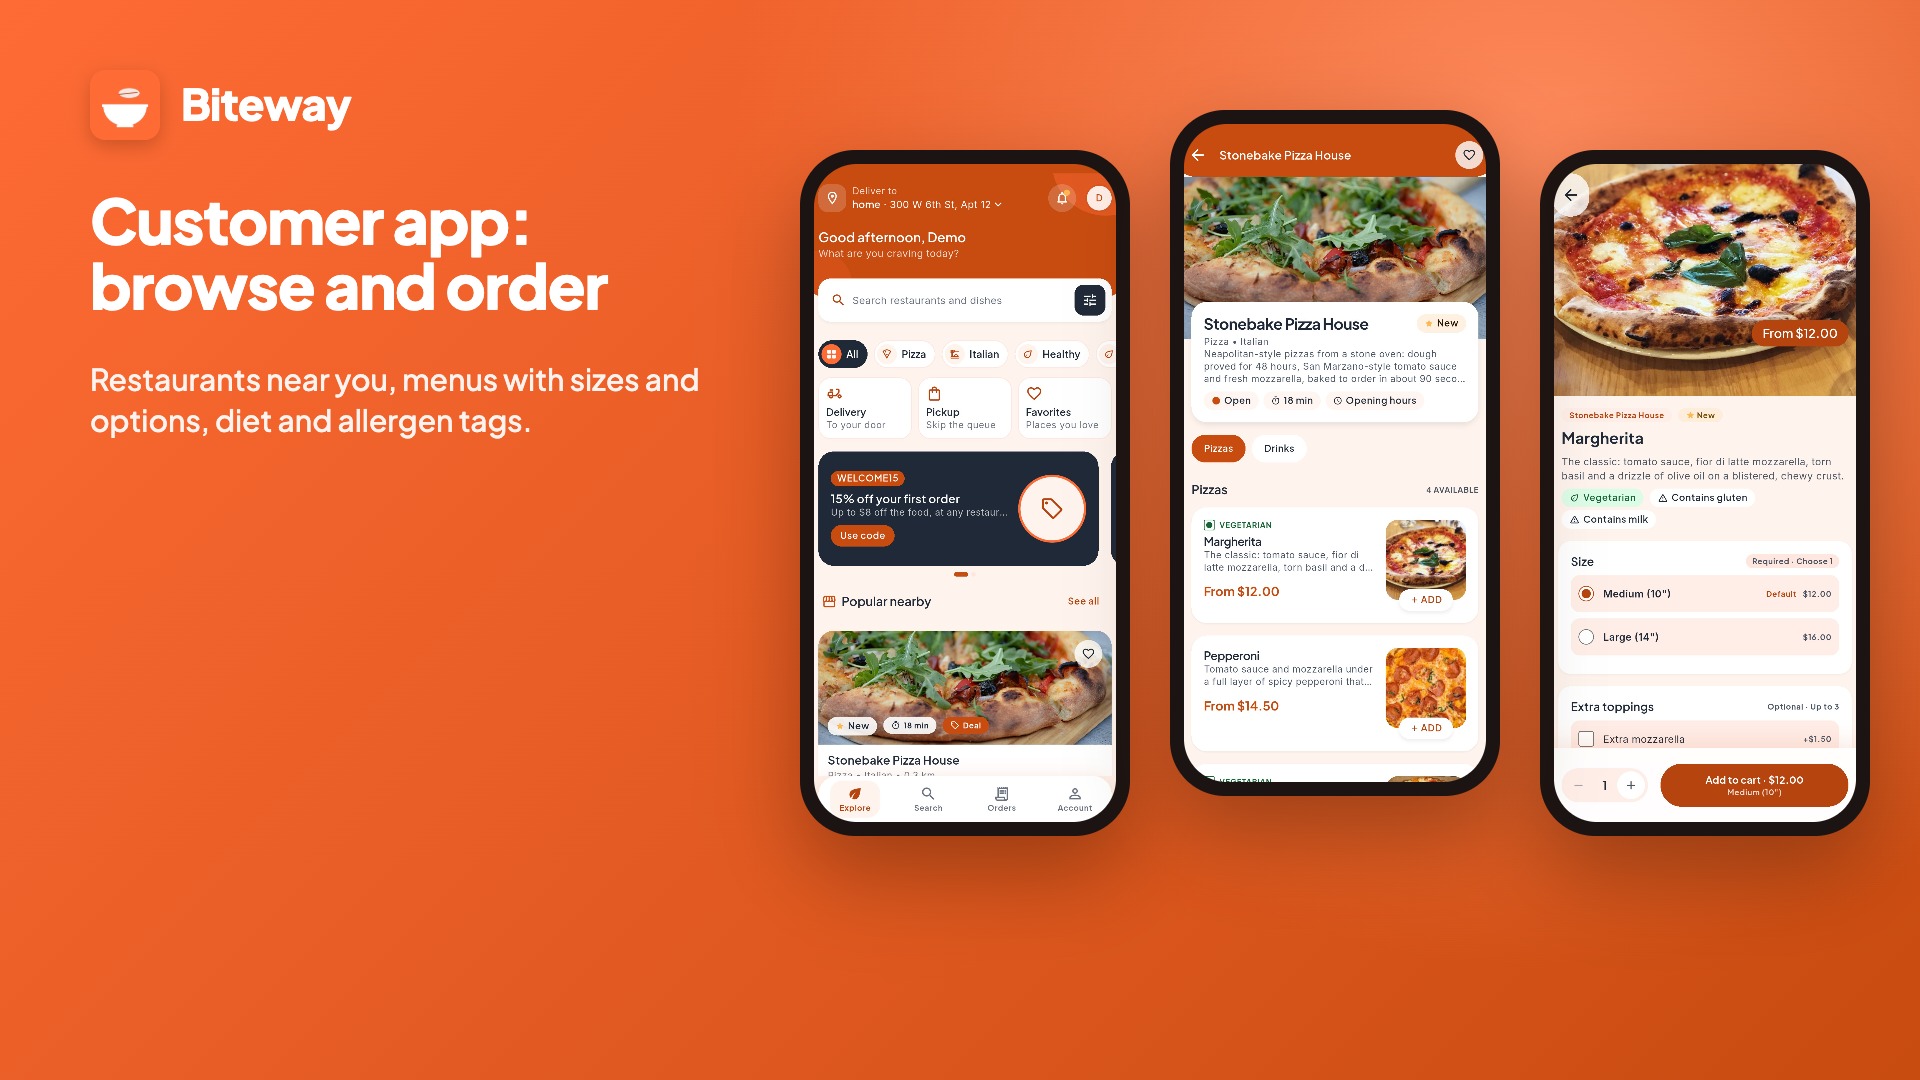 Biteway
Customer app:
browse and order
Restaurants near you, menus with sizes and
options, diet and allergen tags.
Deliver to
home · 300 W 6th St, Apt 12
D
Good afternoon, Demo
What are you craving today?
Search restaurants and dishes
All
Pizza
Italian
Healthy
Delivery
To your door
Pickup
Skip the queue
Favorites
Places you love
WELCOME15
15% off your first order
Up to $8 off the food, at any restaur...
Use code
Popular nearby
See all
New
18 min
Deal
Stonebake Pizza House
Pizza • Italian • 0.3 km
Explore
Search
Orders
Account
Stonebake Pizza House
Stonebake Pizza House
New
Pizza • Italian
Neapolitan-style pizzas from a stone oven: dough
proved for 48 hours, San Marzano-style tomato sauce
and fresh mozzarella, baked to order in about 90 seco...
Open
18 min
Opening hours
Pizzas
Drinks
Pizzas
4 AVAILABLE
VEGETARIAN
Margherita
The classic: tomato sauce, fior di
latte mozzarella, torn basil and a d...
From $12.00
+ ADD
Pepperoni
Tomato sauce and mozzarella under
a full layer of spicy pepperoni that...
From $14.50
+ ADD
VEGETARIAN
From $12.00
Stonebake Pizza House
New
Margherita
The classic: tomato sauce, fior di latte mozzarella, torn
basil and a drizzle of olive oil on a blistered, chewy crust.
Vegetarian
Contains gluten
Contains milk
Size
Required · Choose 1
Medium (10")
Default
$12.00
Large (14")
$16.00
Extra toppings
Optional · Up to 3
Extra mozzarella
+$1.50
1
Add to cart · $12.00
Medium (10")